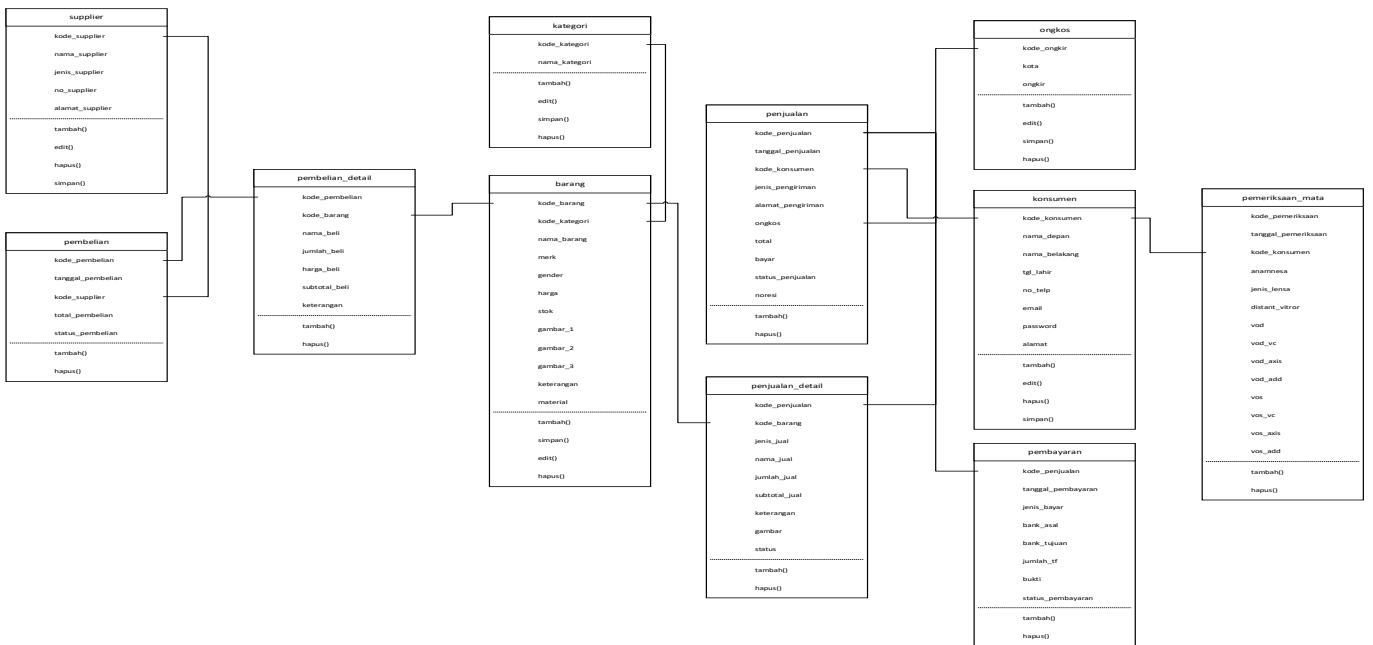 supplier
kode_supplier
nama_supplier
jenis_supplier
no_supplier
alamat_supplier
tambah()
edit()
hapus()
simpan()
pembelian
kode_pembelian
tanggal_pembelian
kode_supplier
total_pembelian
status_pembelian
tambah()
hapus()
pembelian_detail
kode_pembelian
kode_barang
nama_beli
jumlah_beli
harga_beli
subtotal_beli
keterangan
tambah()
hapus()
kategori
kode_kategori
nama_kategori
tambah()
edit()
simpan()
hapus()
barang
kode_barang
kode_kategori
nama_barang
merk
gender
harga
stok
gambar_1
gambar_2
gambar_3
keterangan
material
tambah()
simpan()
edit()
hapus()
penjualan
kode_penjualan
tanggal_penjualan
kode_konsumen
jenis_pengiriman
alamat_pengiriman
ongkos
total
bayar
status_penjualan
noresi
tambah()
hapus()
penjualan_detail
kode_penjualan
kode_barang
jenis_jual
nama_jual
jumlah_jual
subtotal_jual
keterangan
gambar
status
tambah()
hapus()
ongkos
kode_ongkir
kota
ongkir
tambah()
edit()
simpan()
hapus()
konsumen
kode_konsumen
nama_depan
nama_belakang
tgl_lahir
no_telp
email
password
alamat
tambah()
edit()
hapus()
simpan()
pembayaran
kode_penjualan
tanggal_pembayaran
jenis_bayar
bank_asal
bank_tujuan
jumlah_tf
bukti
status_pembayaran
tambah()
hapus()
pemeriksaan_mata
kode_pemeriksaan
tanggal_pemeriksaan
kode_konsumen
anamnesa
jenis_lensa
distant_vitror
vod
vod_vc
vod_axis
vod_add
vos
vos_vc
vos_axis
vos_add
tambah()
hapus()